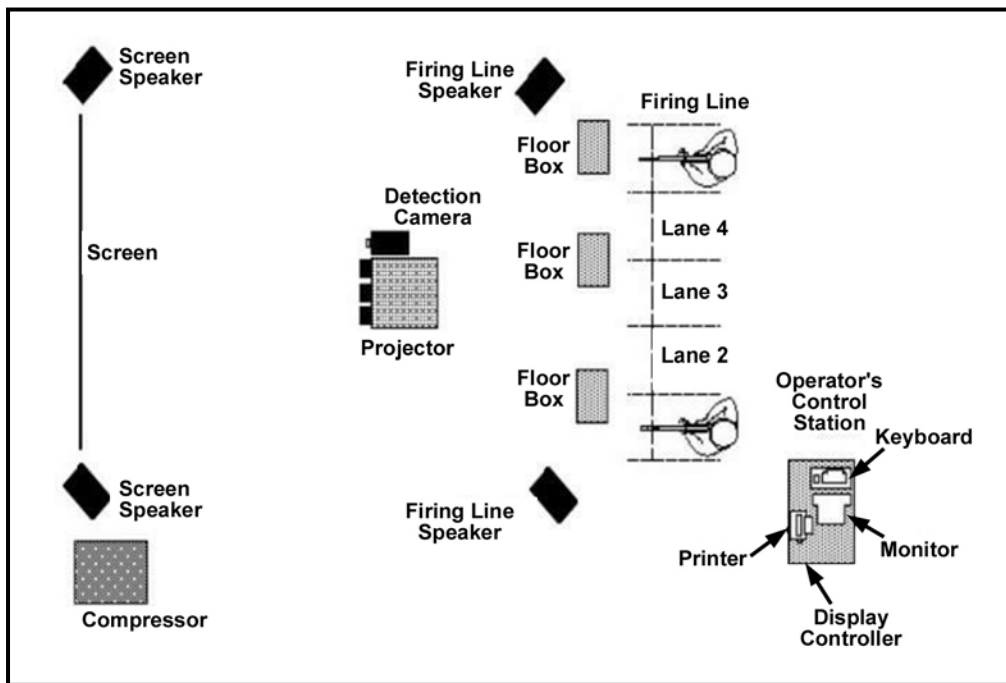 Screen
Speaker
Firing Line
Speaker
Firing Line
Floor
Box
Detection
Camera
Lane 4
Floor
Box
Screen
Lane 3
Projector
Lane 2
Floor
Box
Operator's
Control
Station
Keyboard
Screen
Speaker
Firing Line
Speaker
Printer
Monitor
Compressor
Display
Controller